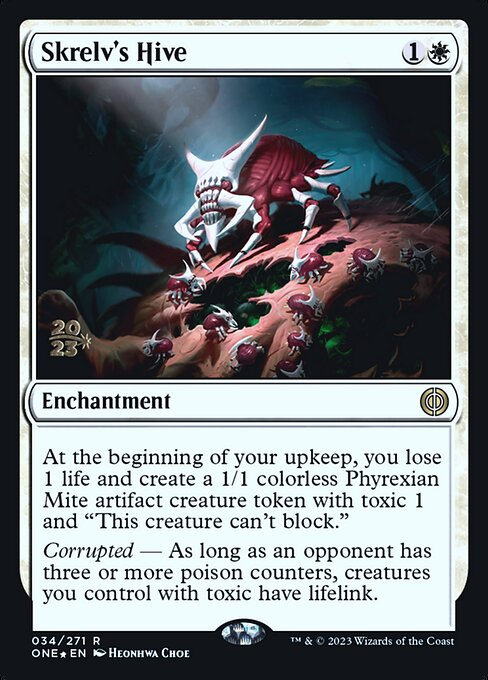 Skrelv's Hive 1
20
23
Enchantment
At the beginning of your upkeep, you lose
1 life and create a 1/1 colorless Phyrexian
Mite artifact creature token with toxic 1
and “This creature can't block.”
Corrupted — As long as an opponent has
three or more poison counters, creatures
you control with toxic have lifelink.
034/271 R
ONE★EN Heonhwa Choe
™ & © 2023 Wizards of the Coast